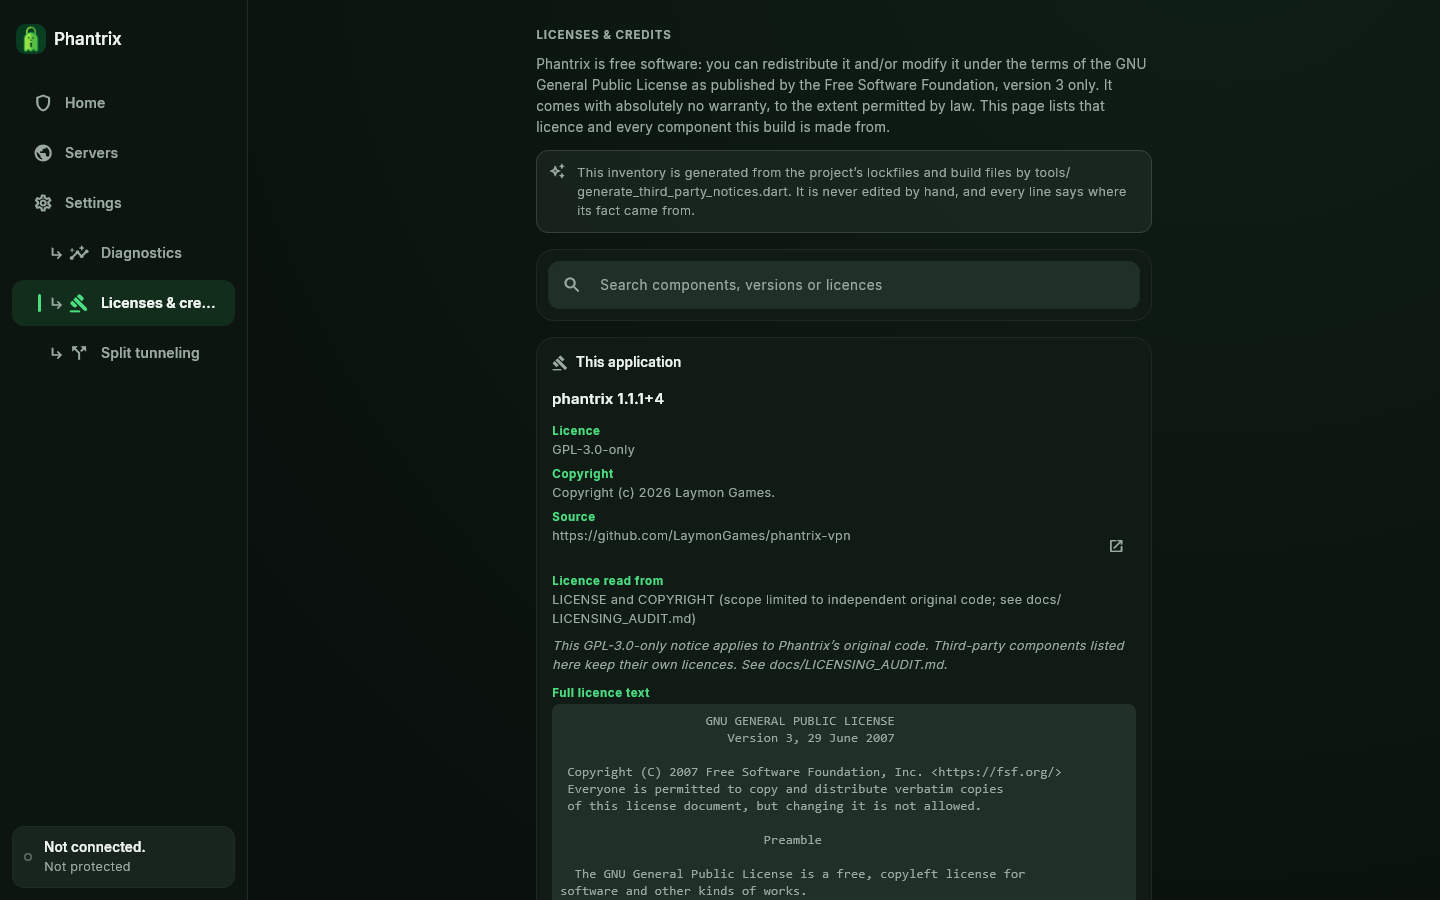 Phantrix
Home
Servers
Settings
Diagnostics
Licenses & cre...
Split tunneling
Not connected.
Not protected
LICENSES & CREDITS
Phantrix is free software: you can redistribute it and/or modify it under the terms of the GNU
General Public License as published by the Free Software Foundation, version 3 only. It
comes with absolutely no warranty, to the extent permitted by law. This page lists that
licence and every component this build is made from.
This inventory is generated from the project’s lockfiles and build files by tools/
generate_third_party_notices.dart. It is never edited by hand, and every line says where
its fact came from.
Search components, versions or licences
This application
phantrix 1.1.1+4
Licence
GPL-3.0-only
Copyright
Copyright (c) 2026 Laymon Games.
Source
https://github.com/LaymonGames/phantrix-vpn
Licence read from
LICENSE and COPYRIGHT (scope limited to independent original code; see docs/
LICENSING_AUDIT.md)
This GPL-3.0-only notice applies to Phantrix’s original code. Third-party components listed
here keep their own licences. See docs/LICENSING_AUDIT.md.
Full licence text
GNU GENERAL PUBLIC LICENSE
Version 3, 29 June 2007
Copyright (C) 2007 Free Software Foundation, Inc. <https://fsf.org/>
Everyone is permitted to copy and distribute verbatim copies
of this license document, but changing it is not allowed.
Preamble
The GNU General Public License is a free, copyleft license for
software and other kinds of works.